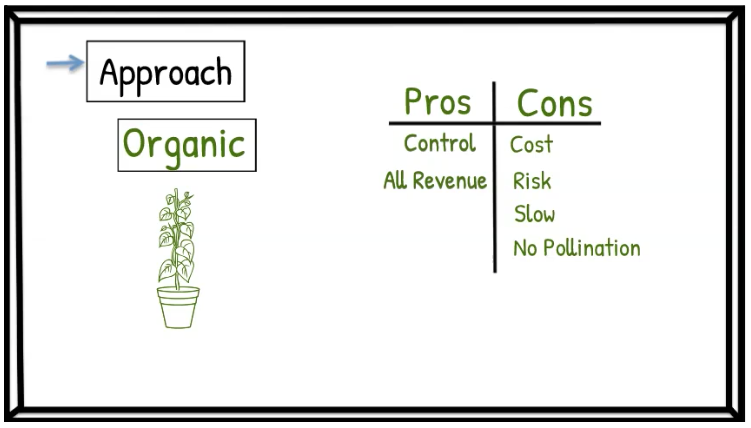 Approach
Organic
Pros Cons
Control Cost
All Revenue Risk
Slow
No Pollination